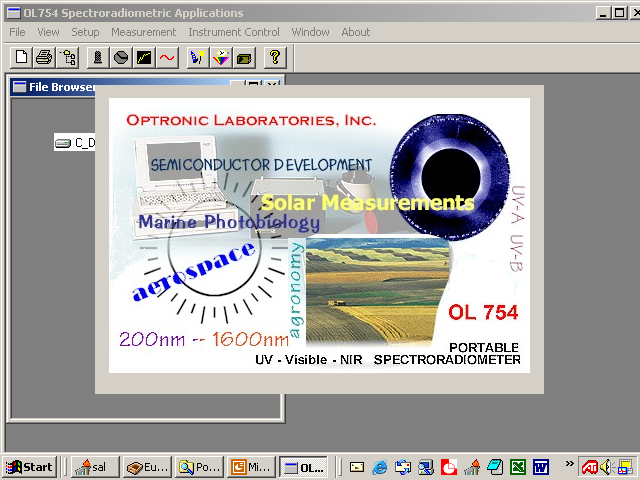 OL754 Spectroradiometric Applications
File View Setup Measurement Instrument Control Window About
File Browser
C_D
OPTRONIC LABORATORIES, INC.
SEMICONDUCTOR DEVELOPMENT
Solar Measurements
Marine Photobiology
UV-A UV-B
aerospace
agronomy
OL 754
200nm -- 1600nm
PORTABLE
UV - Visible - NIR SPECTRORADIOMETER
Start sal Eu... Po... Mi... OL...